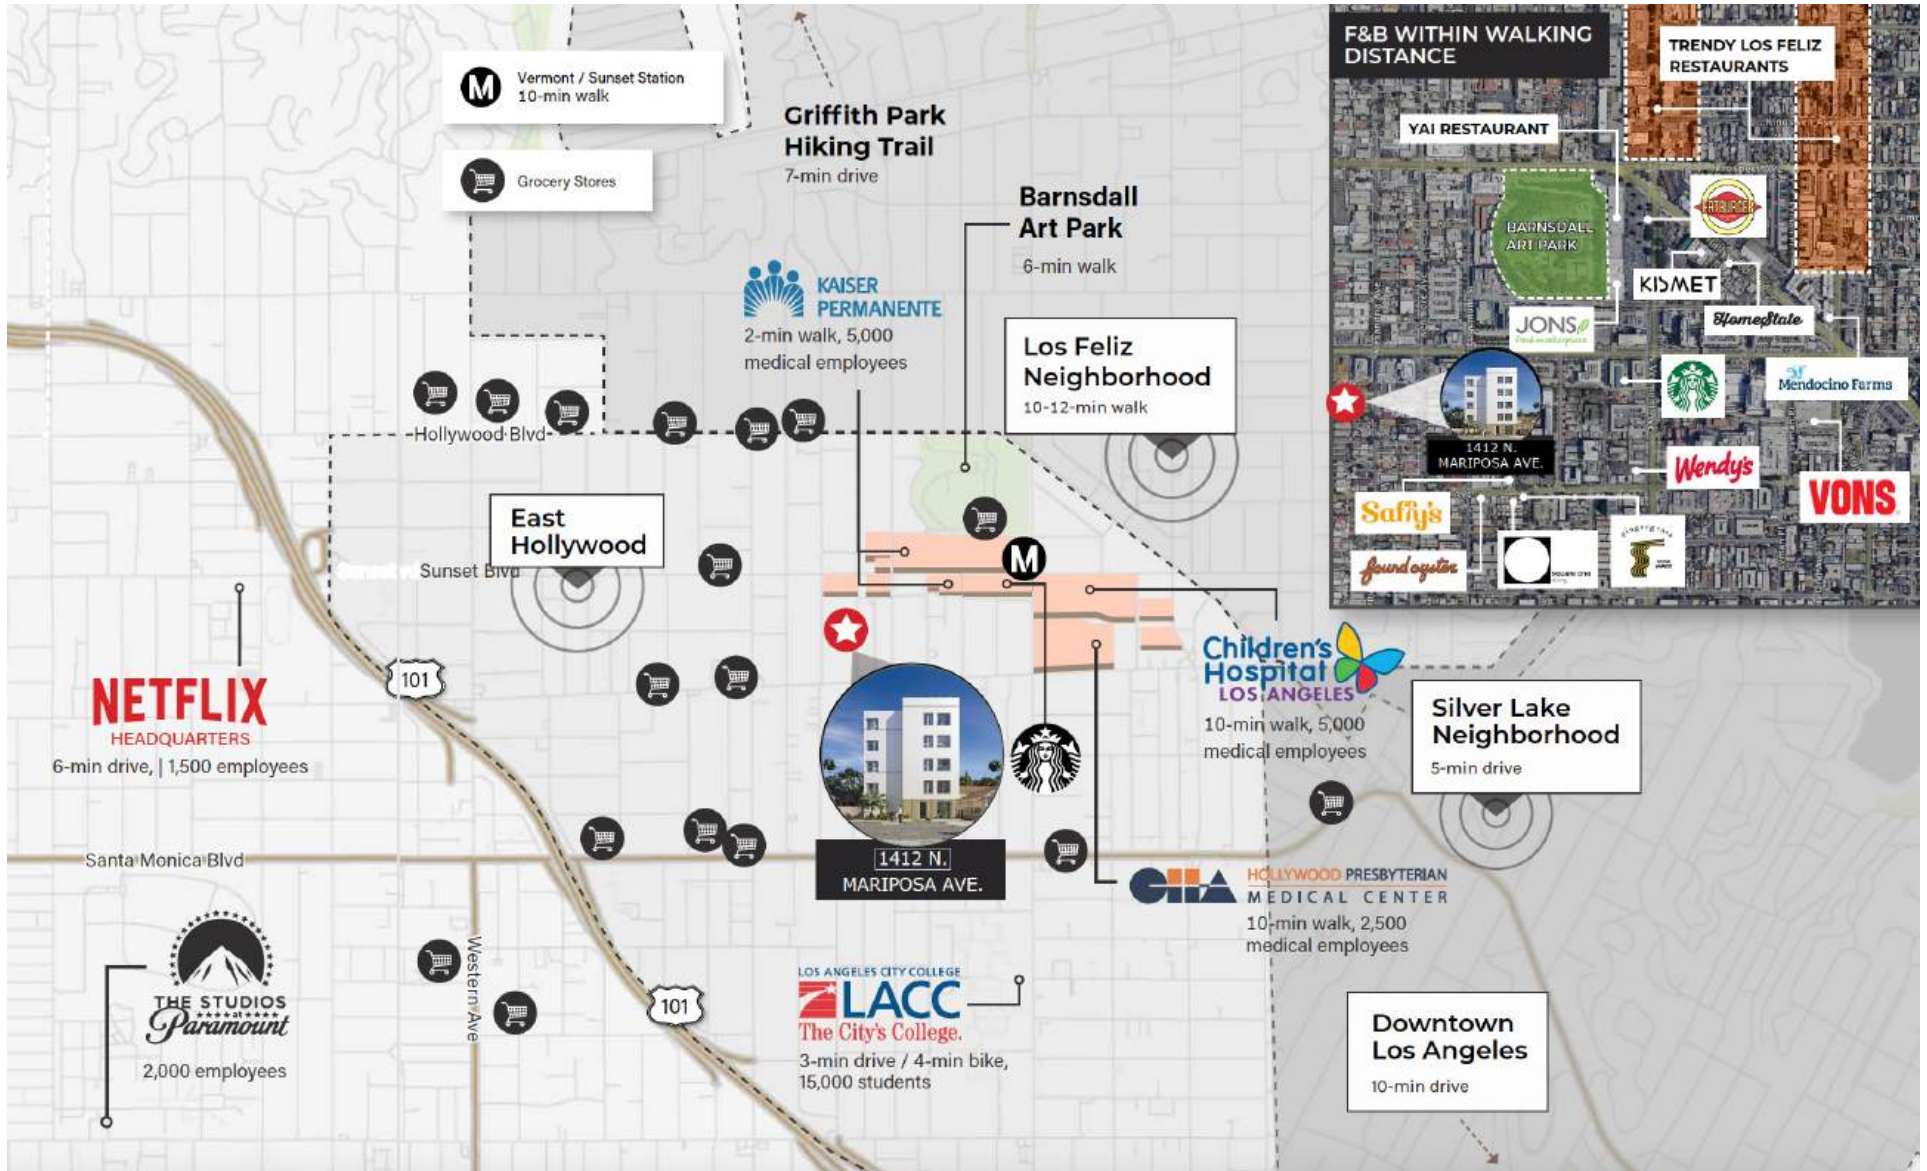 M
Vermont / Sunset Station
10-min walk
Grocery Stores
Griffith Park
Hiking Trail
7-min drive
Barnsdall
Art Park
6-min walk
KAISER
PERMANENTE
2-min walk, 5,000
medical employees
Los Feliz
Neighborhood
10-12-min walk
Hollywood Blvd
East
Hollywood
Sunset Blvd
M
101
NETFLIX
HEADQUARTERS
6-min drive, | 1,500 employees
Children's
Hospital
LOS ANGELES
10-min walk, 5,000
medical employees
Silver Lake
Neighborhood
5-min drive
Santa Monica Blvd
1412 N.
MARIPOSA AVE.
CHA
HOLLYWOOD PRESBYTERIAN
MEDICAL CENTER
10-min walk, 2,500
medical employees
THE STUDIOS
at
Paramount
2,000 employees
Western Ave
101
LOS ANGELES CITY COLLEGE
LACC
The City's College.
3-min drive / 4-min bike,
15,000 students
Downtown
Los Angeles
10-min drive
F&B WITHIN WALKING
DISTANCE
TRENDY LOS FELIZ
RESTAURANTS
YAI RESTAURANT
FATBURGER
BARNSDALL
ART PARK
KISMET
JONS
HomeState
Mendocino Farms
1412 N.
MARIPOSA AVE.
Wendy's
VONS
Saffy's
found oyster